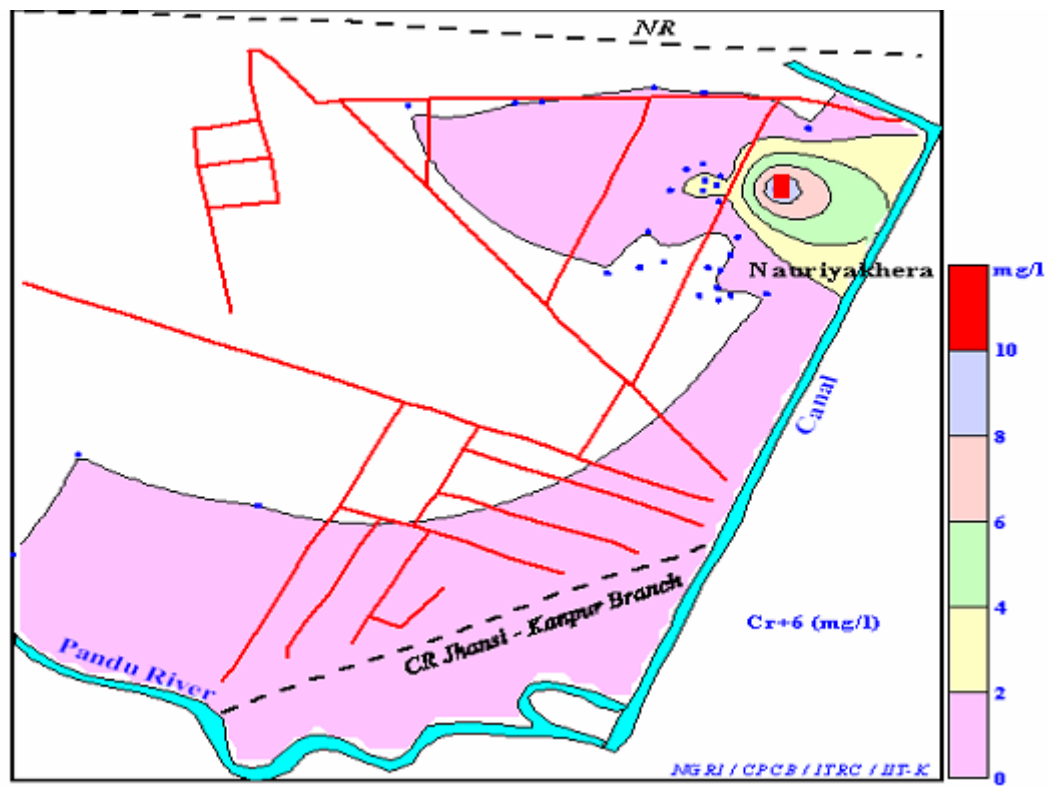 NR
Nauriyakhera
mg/l
10
8
6
4
2
0
Canal
Cr+6 (mg/l)
CR Jhansi - Kanpur Branch
Pandu River
NGRI / CPCB / ITRC / IIT-K